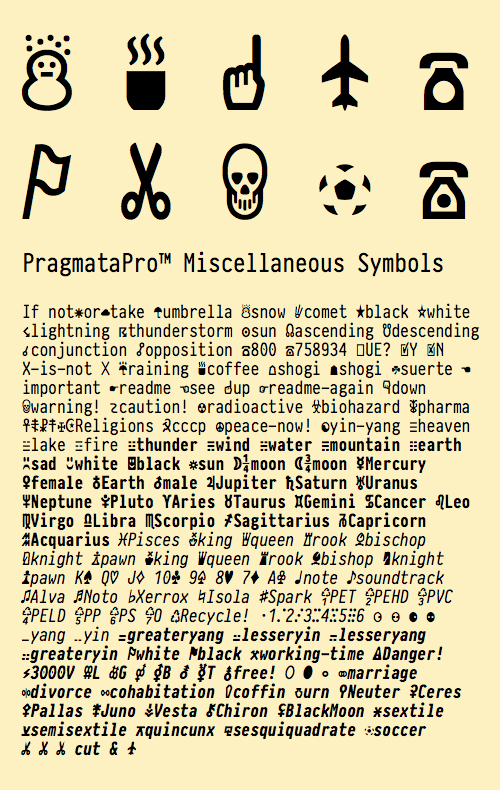 PragmataPro™ Miscellaneous Symbols
If not✷or☁take ☂umbrella ☃snow ☄comet ★black ☆white
☇lightning ☈thunderstorm ☉sun ☊ascending ☋descending
☌conjunction ☍opposition ☎800 ☏758934 ☐UE? ☑Y ☒N
X-is-not X ☔raining ☕coffee ☖shogi ☗shogi ☘suerte ☚
important ☛readme ☜see ☝up ☞readme-again ☟down
☠warning! ☡caution! ☢radioactive ☣biohazard ☤pharma
☥☦☧☨☩Religions ☭cccp ☮peace-now! ☯yin-yang ☰heaven
☱lake ☲fire ☳thunder ☴wind ☵water ☶mountain ☷earth
☹sad ☺white ☻black ☼sun ☽moon ☾moon ☿Mercury
♀female ♁Earth ♂male ♃Jupiter ♄Saturn ♅Uranus
♆Neptune ♇Pluto ♈Aries ♉Taurus ♊Gemini ♋Cancer ♌Leo
♍Virgo ♎Libra ♏Scorpio ♐Sagittarius ♑Capricorn
♒Acquarius ♓Pisces ♔king ♕queen ♖rook ♗bischop
♘knight ♙pawn ♚king ♛queen ♜rook ♝bishop ♞knight
♟pawn K♠ Q♡ J♢ 10♣ 9♤ 8♥ 7♦ A♧ ♩note ♪soundtrack
♫Alva ♬Noto ♭Xerrox ♮Isola ♯Spark ♳PET ♴PEHD ♵PVC
♶PELD ♷PP ♸PS ♹O ♺Recycle! ⚀1⚁2⚂3⚃4⚄5⚅6 ⚆ ⚇ ⚈ ⚉
⚊yang ⚋yin ⚌greateryang ⚍lesseryin ⚎lesseryang
⚏greateryin ⚐white ⚑black ⚒working-time ⚠Danger!
⚡3000V ⚢L ⚣G ⚥ ⚤B ⚦ ⚧T ⚨free! ⚪ ⚫ ⚬ ⚭marriage
⚮divorce ⚯cohabitation ⚰coffin ⚱urn ⚲Neuter ⚳Ceres
⚴Pallas ⚵Juno ⚶Vesta ⚷Chiron ⚸BlackMoon ⚹sextile
⚺semisextile ⚻quincunx ⚼sesquiquadrate ⚽soccer
✁ ✂ ✃ cut & ✈